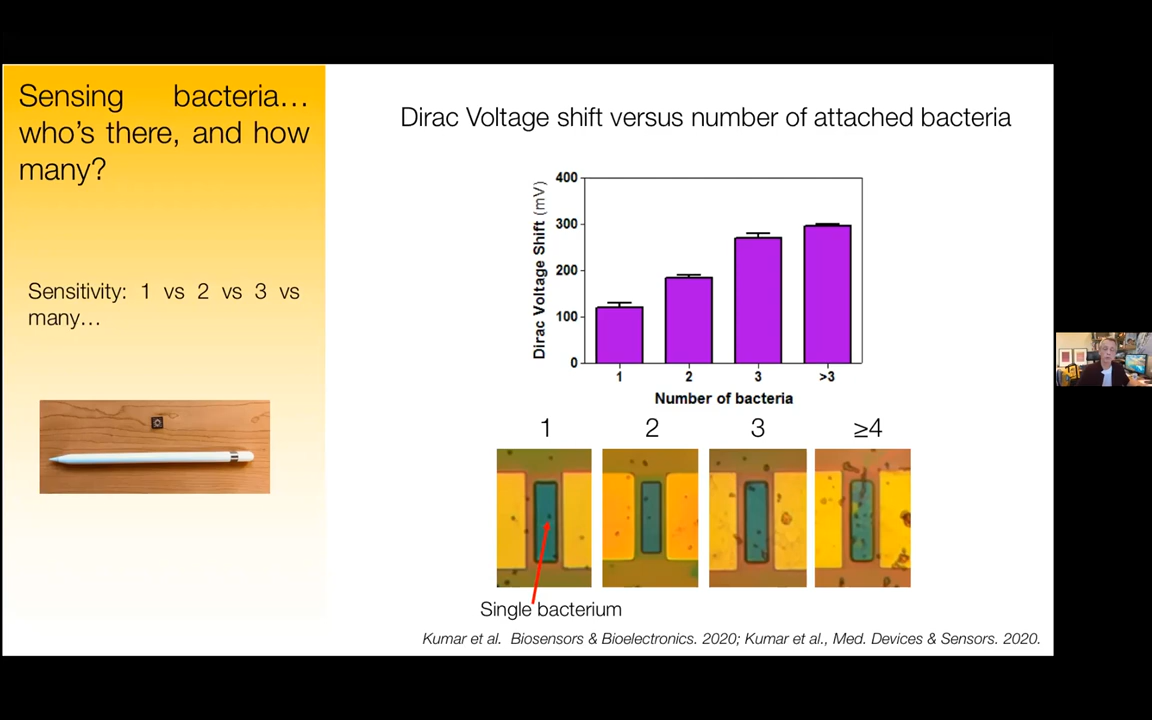 Sensing bacteria…
who's there, and how
many?
Sensitivity: 1 vs 2 vs 3 vs
many…
Dirac Voltage shift versus number of attached bacteria
Dirac Voltage Shift (mV)
400
300
200
100
0
1 2 3 >3
Number of bacteria
1 2 3 ≥4
Single bacterium
Kumar et al. Biosensors & Bioelectronics. 2020; Kumar et al., Med. Devices & Sensors. 2020.